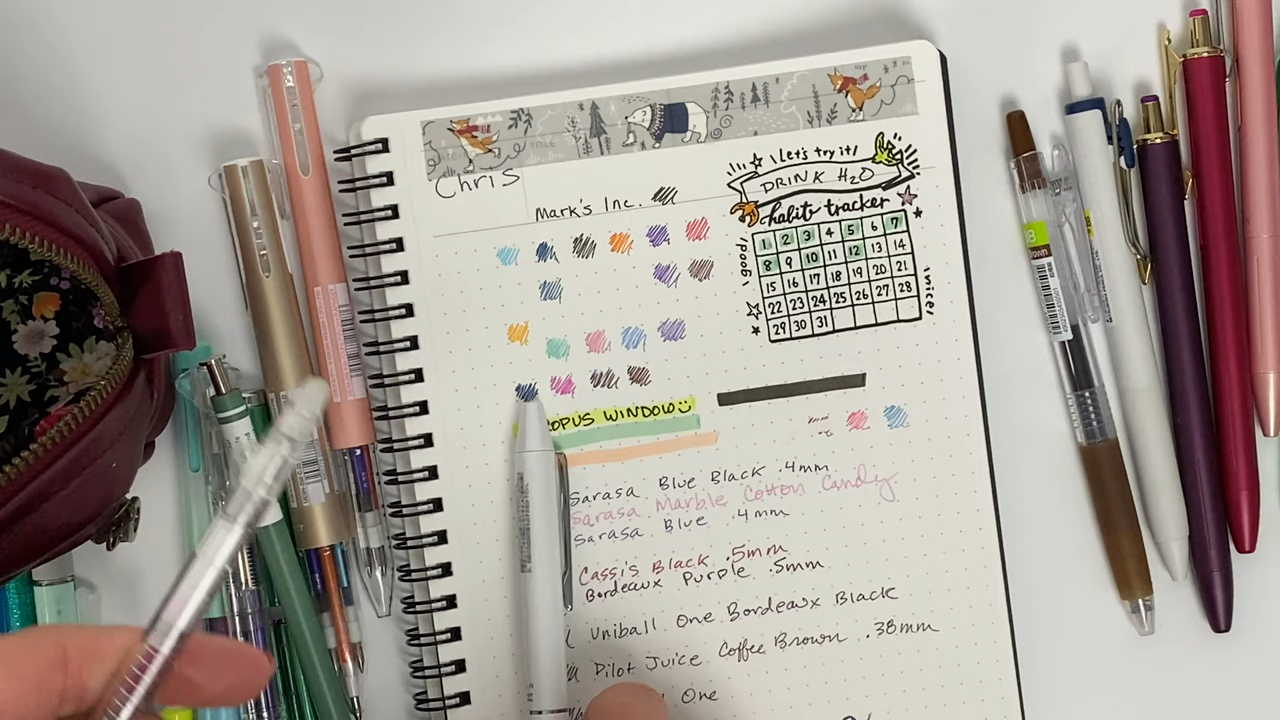 Chris
Mark's Inc.
Let's try it!
DRINK H2O
habit tracker
1 2 3 4 5 6 7
8 9 10 11 12 13 14
15 16 17 18 19 20 21
22 23 24 25 26 27 28
29 30 31
good!
nice!
OPUS WINDOW
Sarasa Blue Black .4mm
Sarasa Marble Cotton Candy
Sarasa Blue .4mm
Cassis Black .5mm
Bordeaux Purple .5mm
Uniball One Bordeaux Black
Pilot Juice Coffee Brown .38mm
One